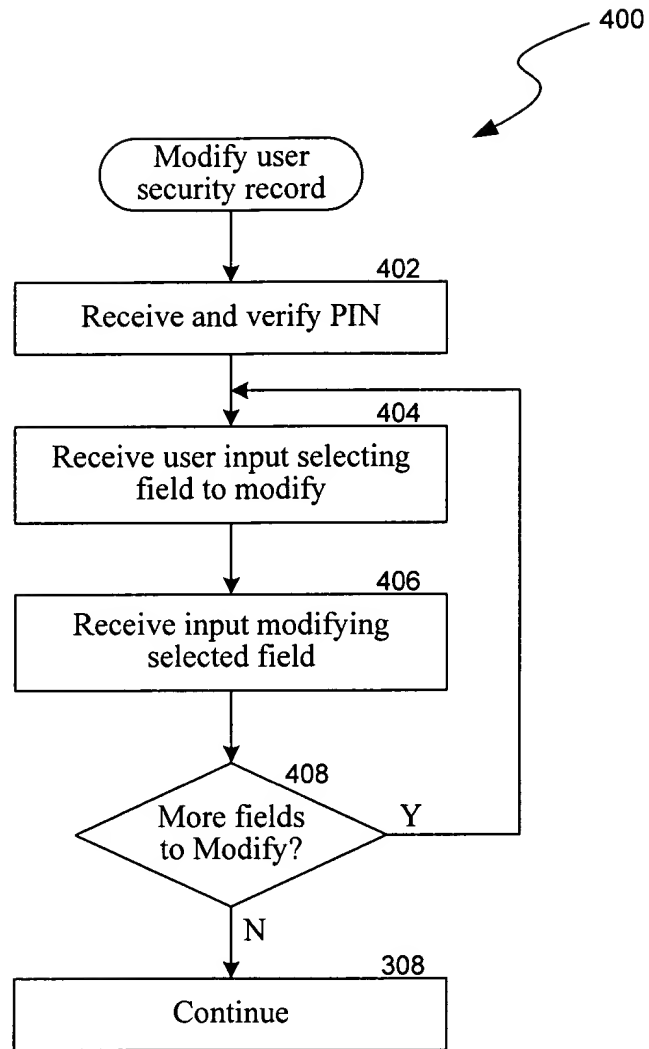 400
Modify user
security record
402
Receive and verify PIN
404
Receive user input selecting
field to modify
406
Receive input modifying
selected field
408
More fields
to Modify?
Y
N
308
Continue